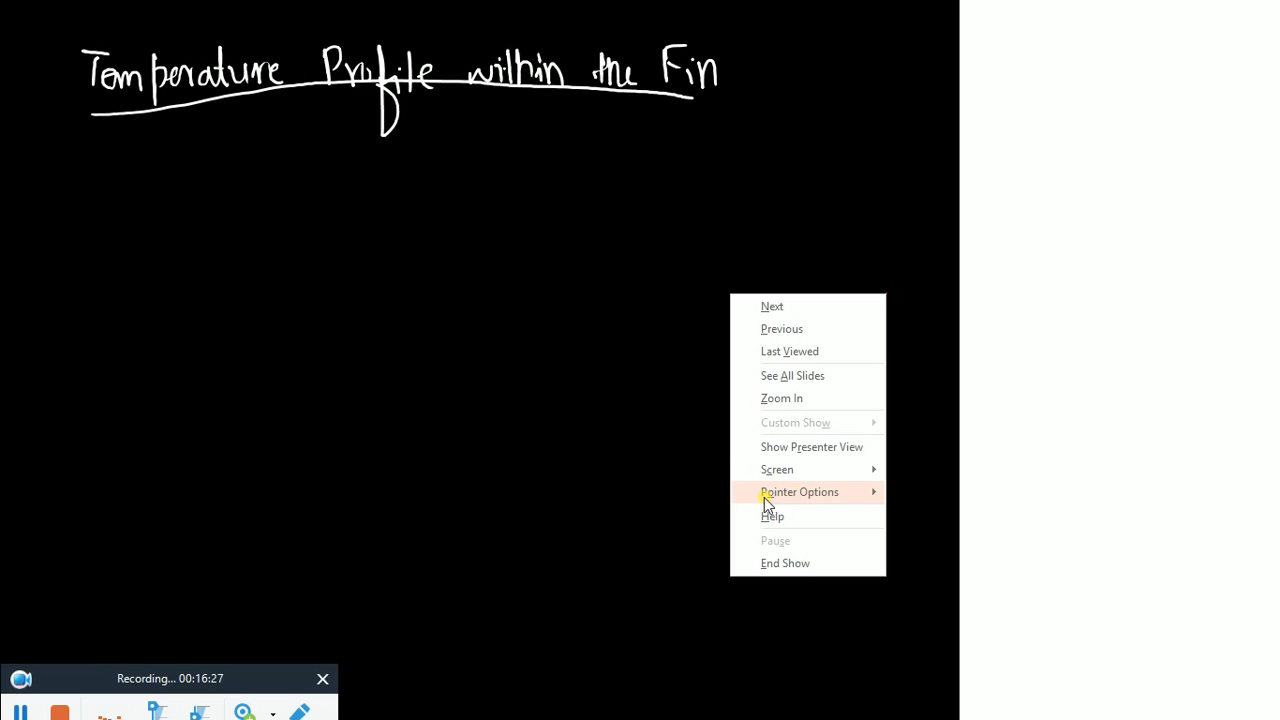 Temperature Profile within the Fin
Next
Previous
Last Viewed
See All Slides
Zoom In
Custom Show
Show Presenter View
Screen
Pointer Options
Help
Pause
End Show
Recording... 00:16:27